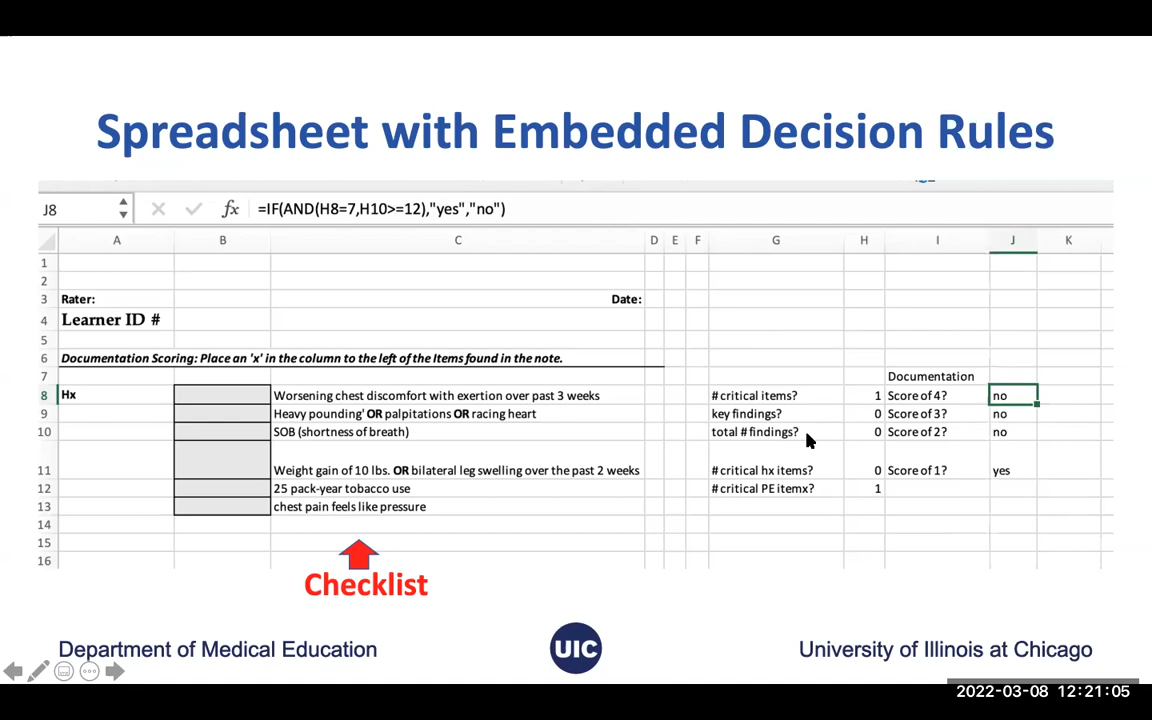 Spreadsheet with Embedded Decision Rules
J8 fx =IF(AND(H8=7,H10>=12),"yes","no")
A B C D E F G H I J K
1
2
3 Rater: Date:
4 Learner ID #
5
6 Documentation Scoring: Place an 'x' in the column to the left of the Items found in the note.
7 Documentation
8 Hx Worsening chest discomfort with exertion over past 3 weeks # critical items? 1 Score of 4? no
9 Heavy pounding' OR palpitations OR racing heart key findings? 0 Score of 3? no
10 SOB (shortness of breath) total # findings? 0 Score of 2? no
11 Weight gain of 10 lbs. OR bilateral leg swelling over the past 2 weeks # critical hx items? 0 Score of 1? yes
12 25 pack-year tobacco use # critical PE itemx? 1
13 chest pain feels like pressure
14
15
16
Checklist
Department of Medical Education UIC University of Illinois at Chicago
2022-03-08 12:21:05